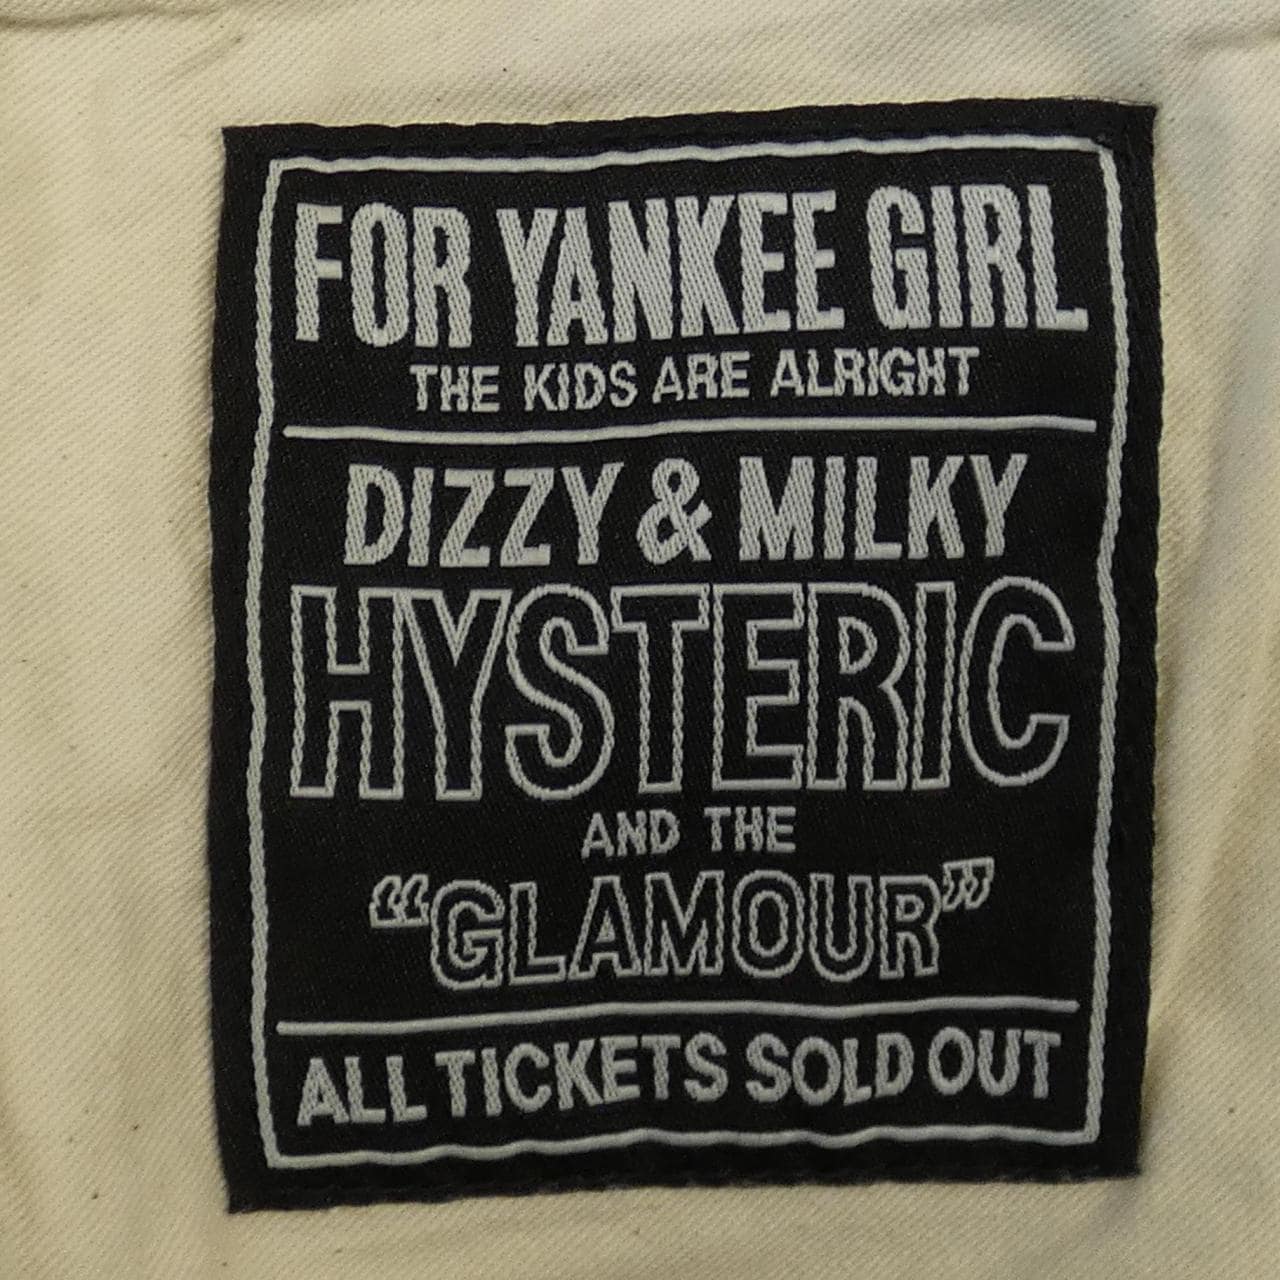 FOR YANKEE GIRL
THE KIDS ARE ALRIGHT
DIZZY & MILKY
HYSTERIC
AND THE
“GLAMOUR”
ALL TICKETS SOLD OUT